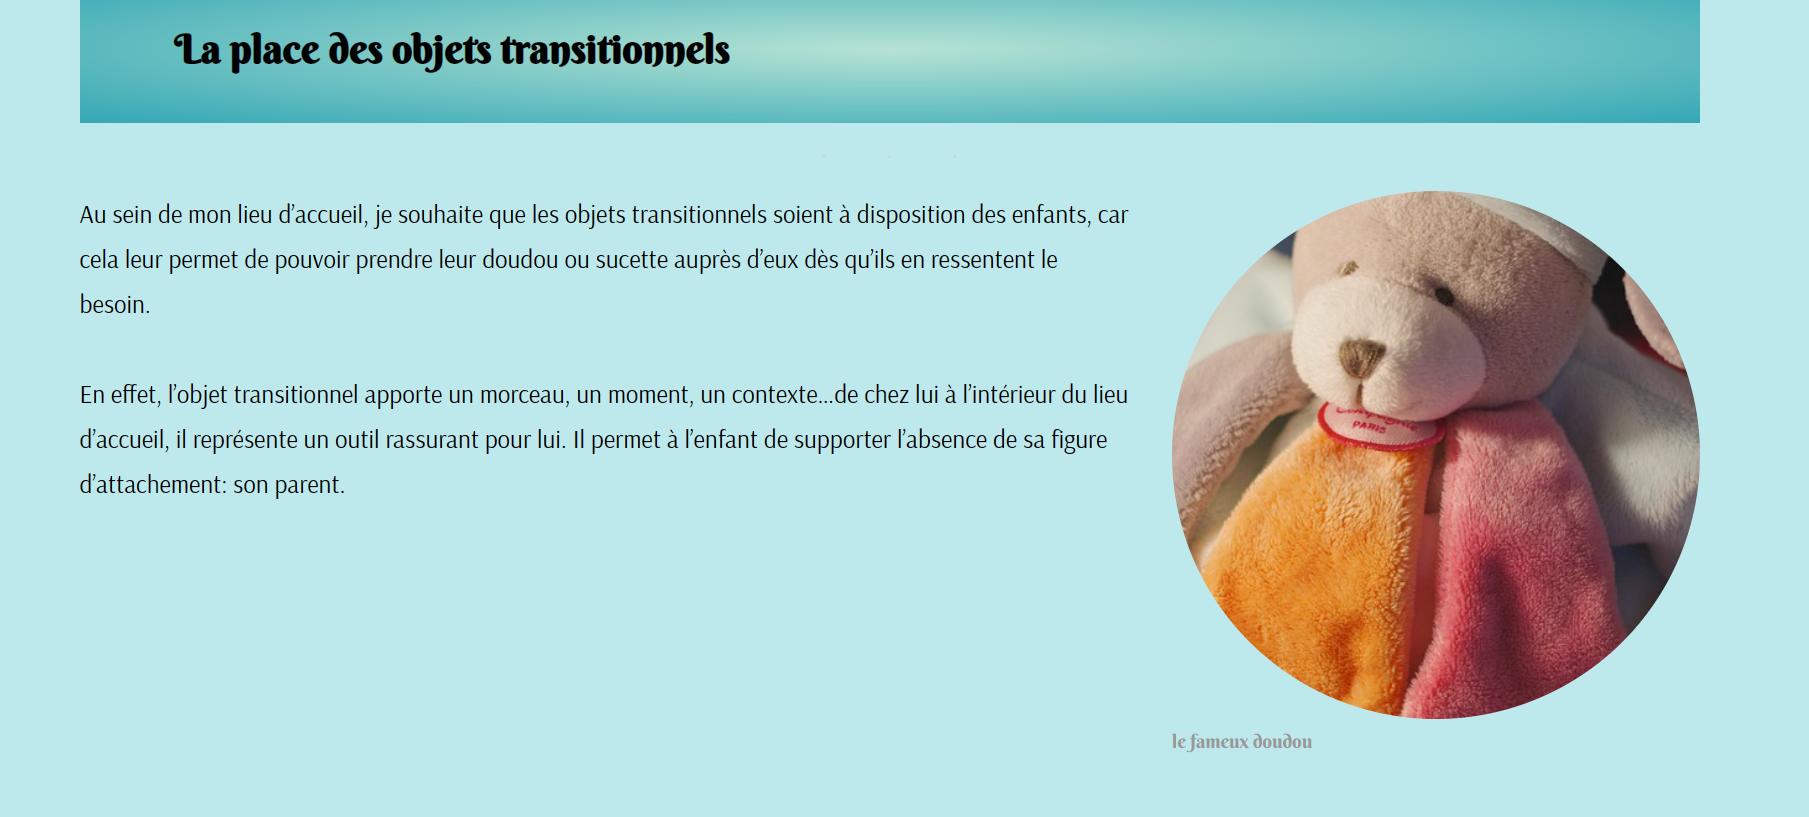 La place des objets transitionnels
Au sein de mon lieu d’accueil, je souhaite que les objets transitionnels soient à disposition des enfants, car
cela leur permet de pouvoir prendre leur doudou ou sucette auprès d’eux dès qu’ils en ressentent le
besoin.
En effet, l’objet transitionnel apporte un morceau, un moment, un contexte...de chez lui à l’intérieur du lieu
d’accueil, il représente un outil rassurant pour lui. Il permet à l’enfant de supporter l’absence de sa figure
d’attachement: son parent.
PARIS
le fameux doudou